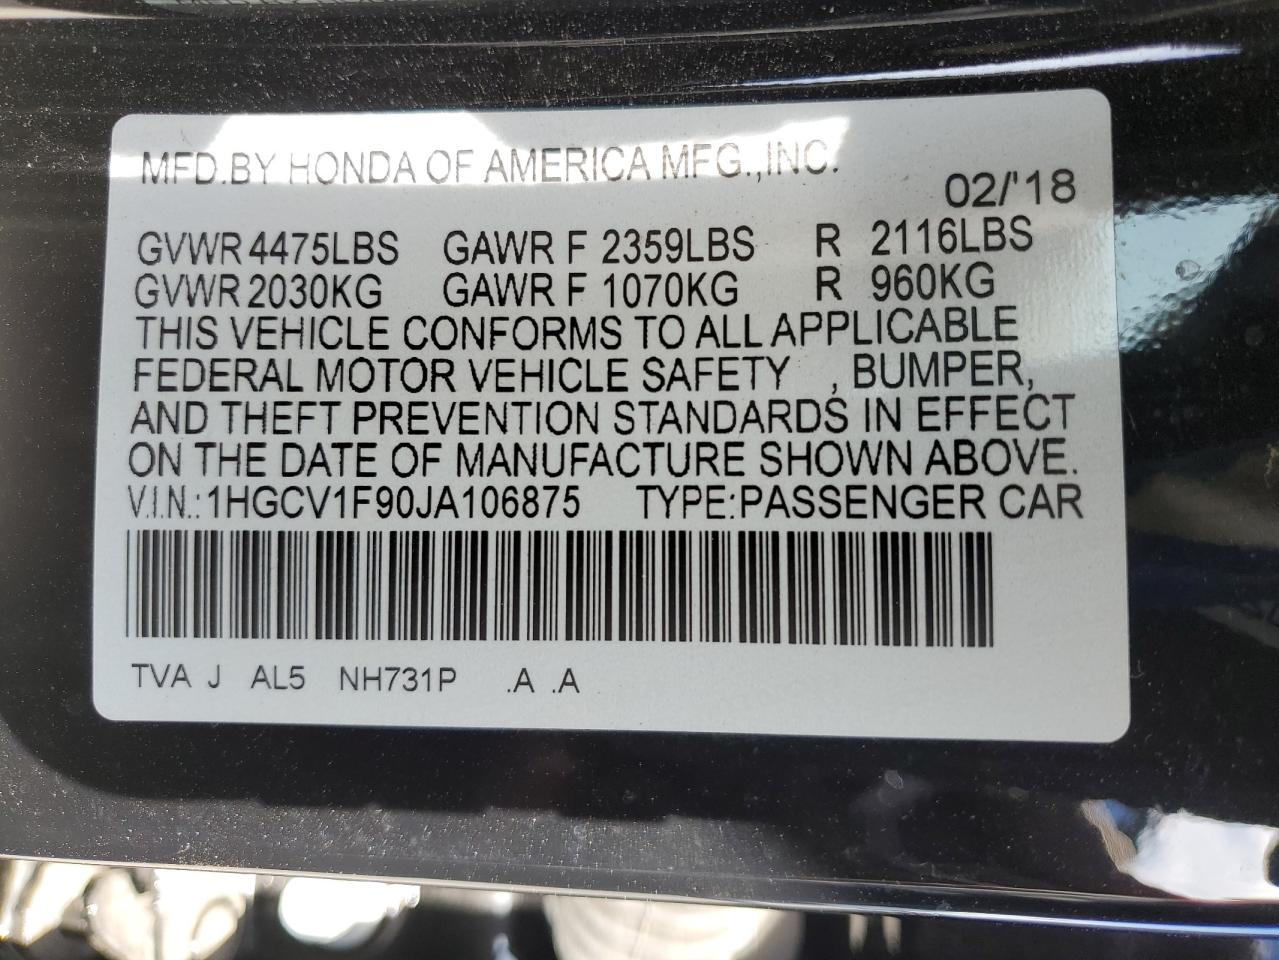 MFD.BY HONDA OF AMERICA MFG.,INC.
02/'18
GVWR 4475LBS GAWR F 2359LBS R 2116LBS
GVWR 2030KG GAWR F 1070KG R 960KG
THIS VEHICLE CONFORMS TO ALL APPLICABLE
FEDERAL MOTOR VEHICLE SAFETY , BUMPER,
AND THEFT PREVENTION STANDARDS IN EFFECT
ON THE DATE OF MANUFACTURE SHOWN ABOVE.
V.I.N.:1HGCV1F90JA106875 TYPE:PASSENGER CAR
TVA J AL5 NH731P .A .A